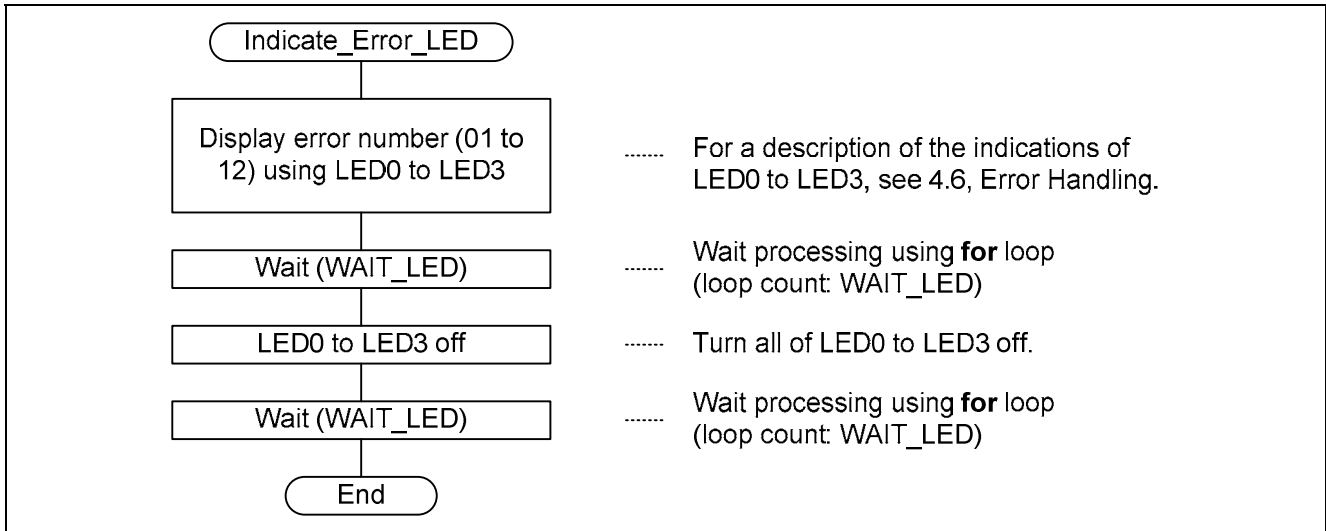 Indicate_Error_LED
Display error number (01 to
12) using LED0 to LED3
....... For a description of the indications of
LED0 to LED3, see 4.6, Error Handling.
Wait (WAIT_LED)
....... Wait processing using for loop
(loop count: WAIT_LED)
LED0 to LED3 off
....... Turn all of LED0 to LED3 off.
Wait (WAIT_LED)
....... Wait processing using for loop
(loop count: WAIT_LED)
End